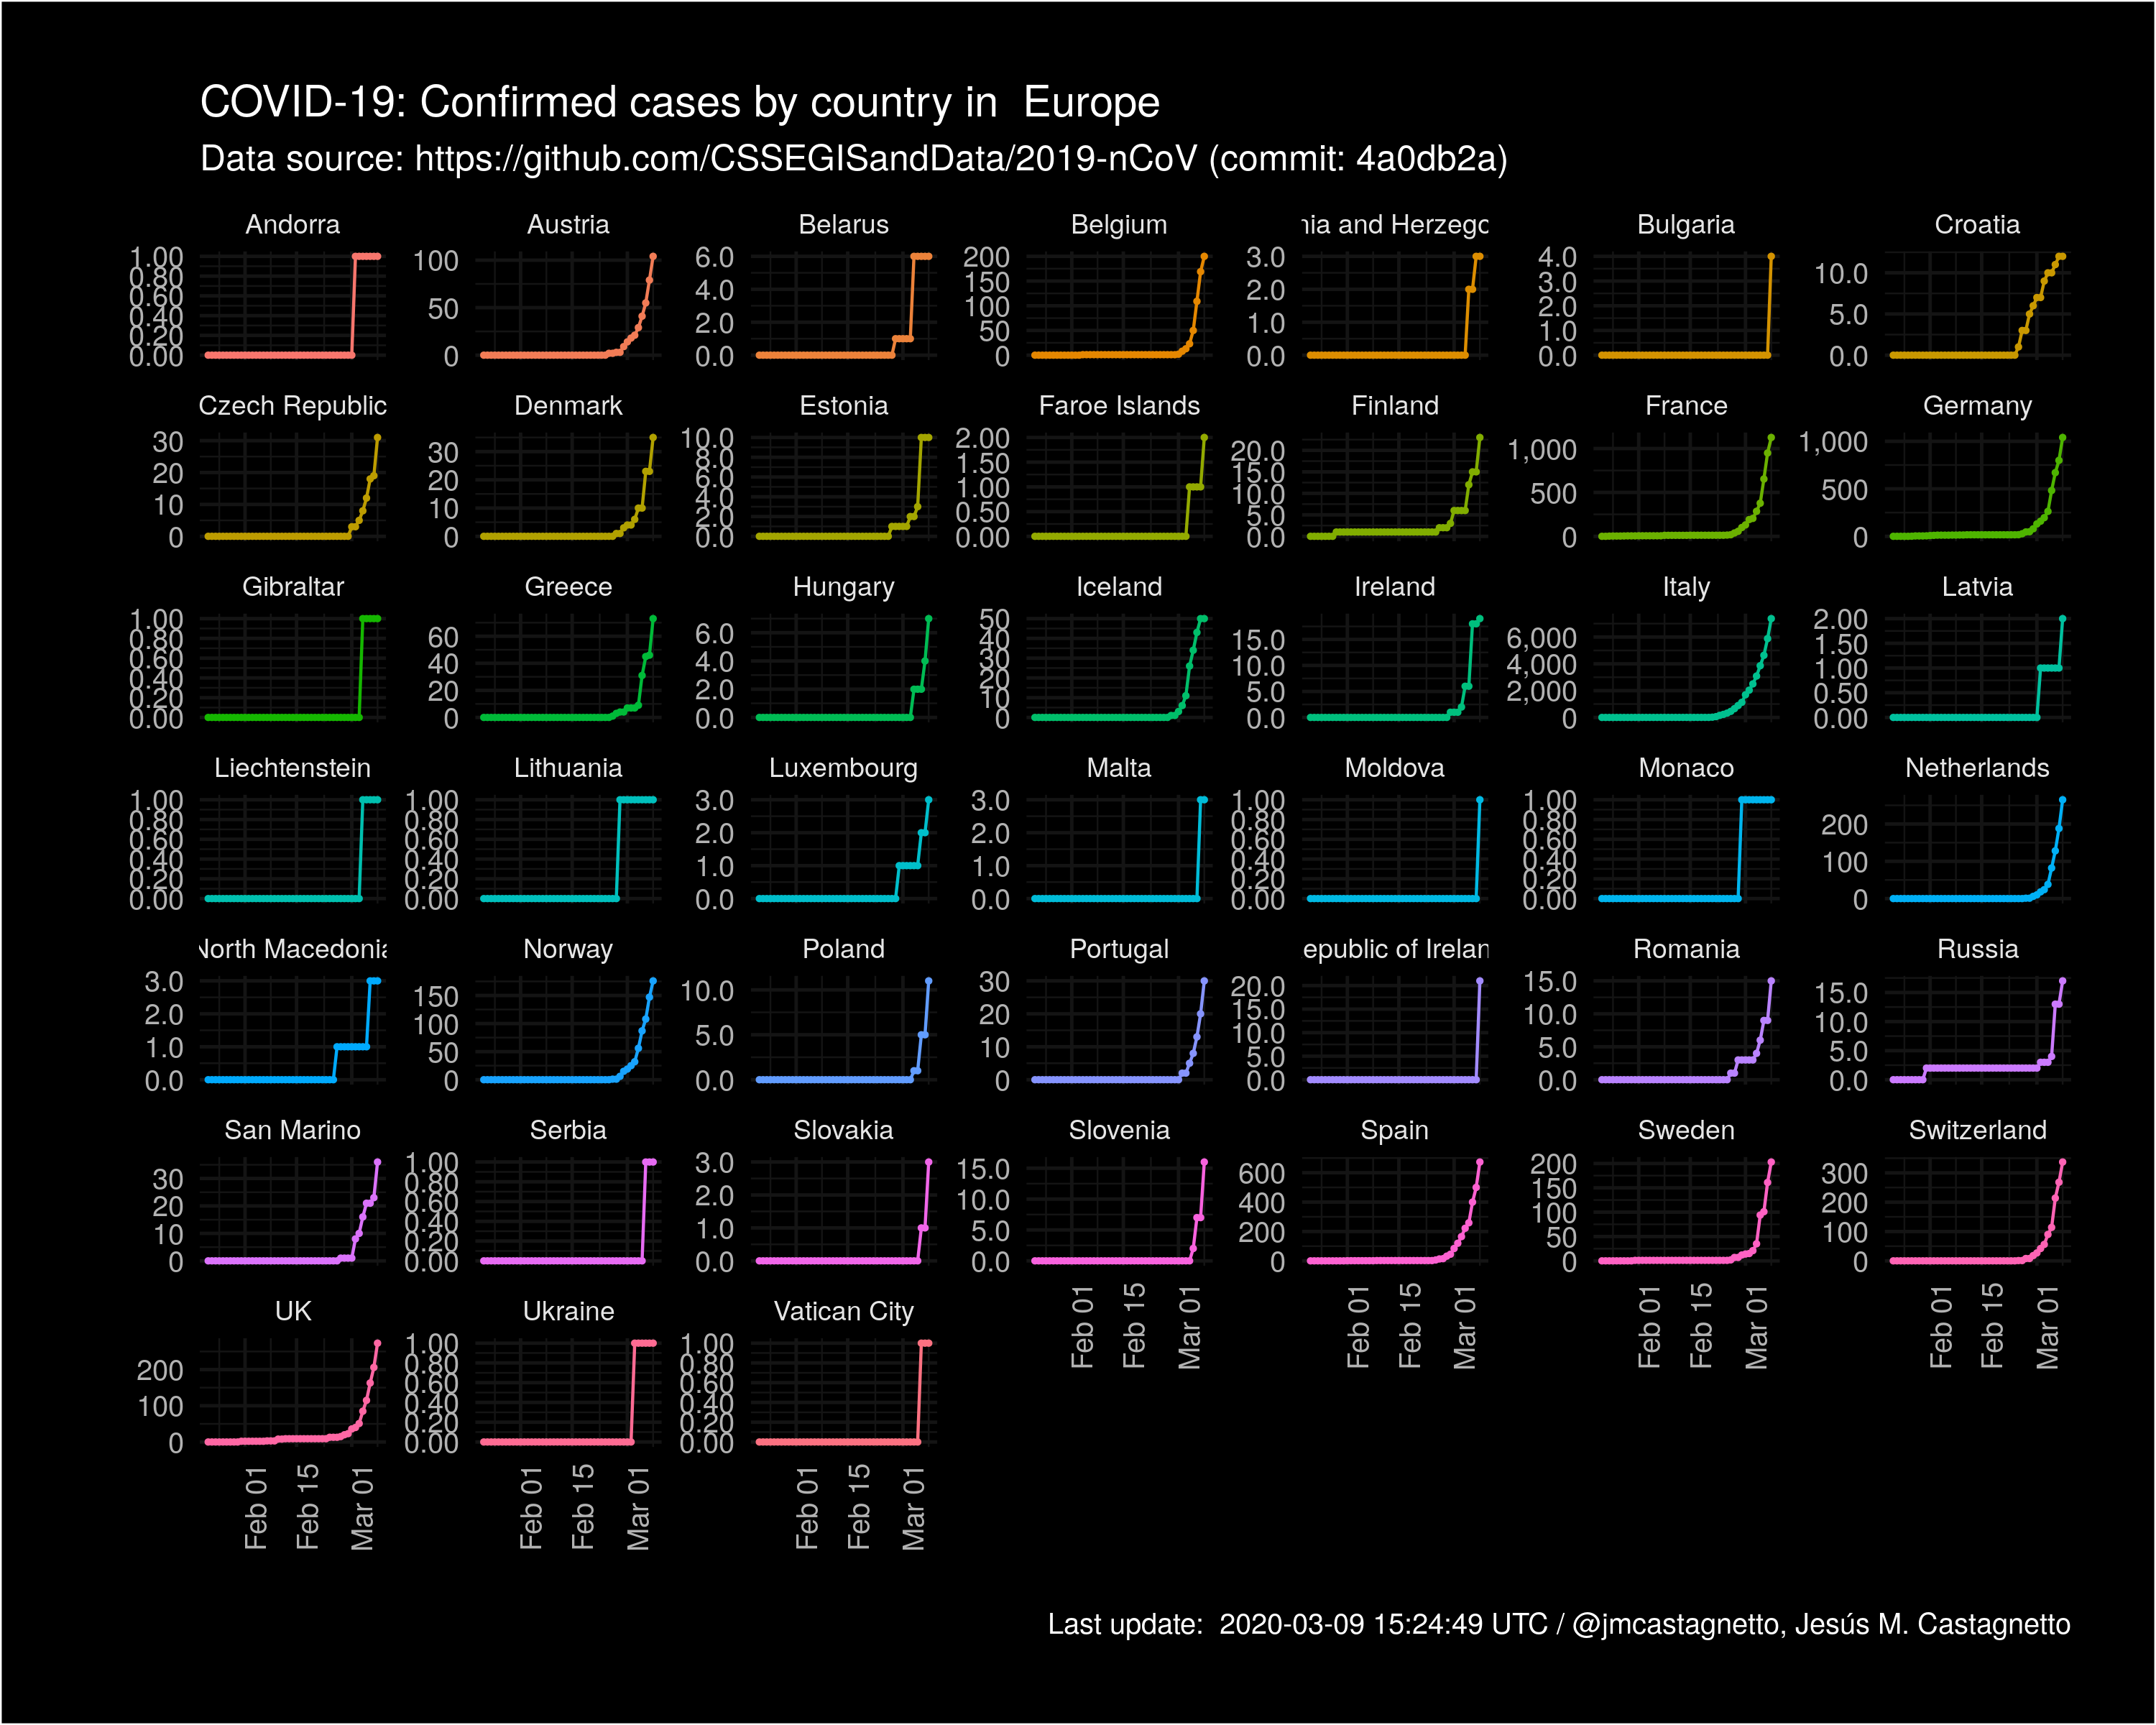 COVID-19: Confirmed cases by country in  Europe
Data source: https://github.com/CSSEGISandData/2019-nCoV (commit: 4a0db2a)
Andorra
1.00
0.80
0.60
0.40
0.20
0.00
Austria
100
50
0
Belarus
6.0
4.0
2.0
0.0
Belgium
200
150
100
50
0
nia and Herzego
3.0
2.0
1.0
0.0
Bulgaria
4.0
3.0
2.0
1.0
0.0
Croatia
10.0
5.0
0.0
Czech Republic
30
20
10
0
Denmark
30
20
10
0
Estonia
10.0
8.0
6.0
4.0
2.0
0.0
Faroe Islands
2.00
1.50
1.00
0.50
0.00
Finland
20.0
15.0
10.0
5.0
0.0
France
1,000
500
0
Germany
1,000
500
0
Gibraltar
1.00
0.80
0.60
0.40
0.20
0.00
Greece
60
40
20
0
Hungary
6.0
4.0
2.0
0.0
Iceland
50
40
30
20
10
0
Ireland
15.0
10.0
5.0
0.0
Italy
6,000
4,000
2,000
0
Latvia
2.00
1.50
1.00
0.50
0.00
Liechtenstein
1.00
0.80
0.60
0.40
0.20
0.00
Lithuania
1.00
0.80
0.60
0.40
0.20
0.00
Luxembourg
3.0
2.0
1.0
0.0
Malta
3.0
2.0
1.0
0.0
Moldova
1.00
0.80
0.60
0.40
0.20
0.00
Monaco
1.00
0.80
0.60
0.40
0.20
0.00
Netherlands
200
100
0
North Macedonia
3.0
2.0
1.0
0.0
Norway
150
100
50
0
Poland
10.0
5.0
0.0
Portugal
30
20
10
0
epublic of Irelan
20.0
15.0
10.0
5.0
0.0
Romania
15.0
10.0
5.0
0.0
Russia
15.0
10.0
5.0
0.0
San Marino
30
20
10
0
Serbia
1.00
0.80
0.60
0.40
0.20
0.00
Slovakia
3.0
2.0
1.0
0.0
Slovenia
15.0
10.0
5.0
0.0
Feb 01
Feb 15
Mar 01
Spain
600
400
200
0
Feb 01
Feb 15
Mar 01
Sweden
200
150
100
50
0
Feb 01
Feb 15
Mar 01
Switzerland
300
200
100
0
Feb 01
Feb 15
Mar 01
UK
200
100
0
Feb 01
Feb 15
Mar 01
Ukraine
1.00
0.80
0.60
0.40
0.20
0.00
Feb 01
Feb 15
Mar 01
Vatican City
1.00
0.80
0.60
0.40
0.20
0.00
Feb 01
Feb 15
Mar 01
Last update:  2020-03-09 15:24:49 UTC / @jmcastagnetto, Jesús M. Castagnetto